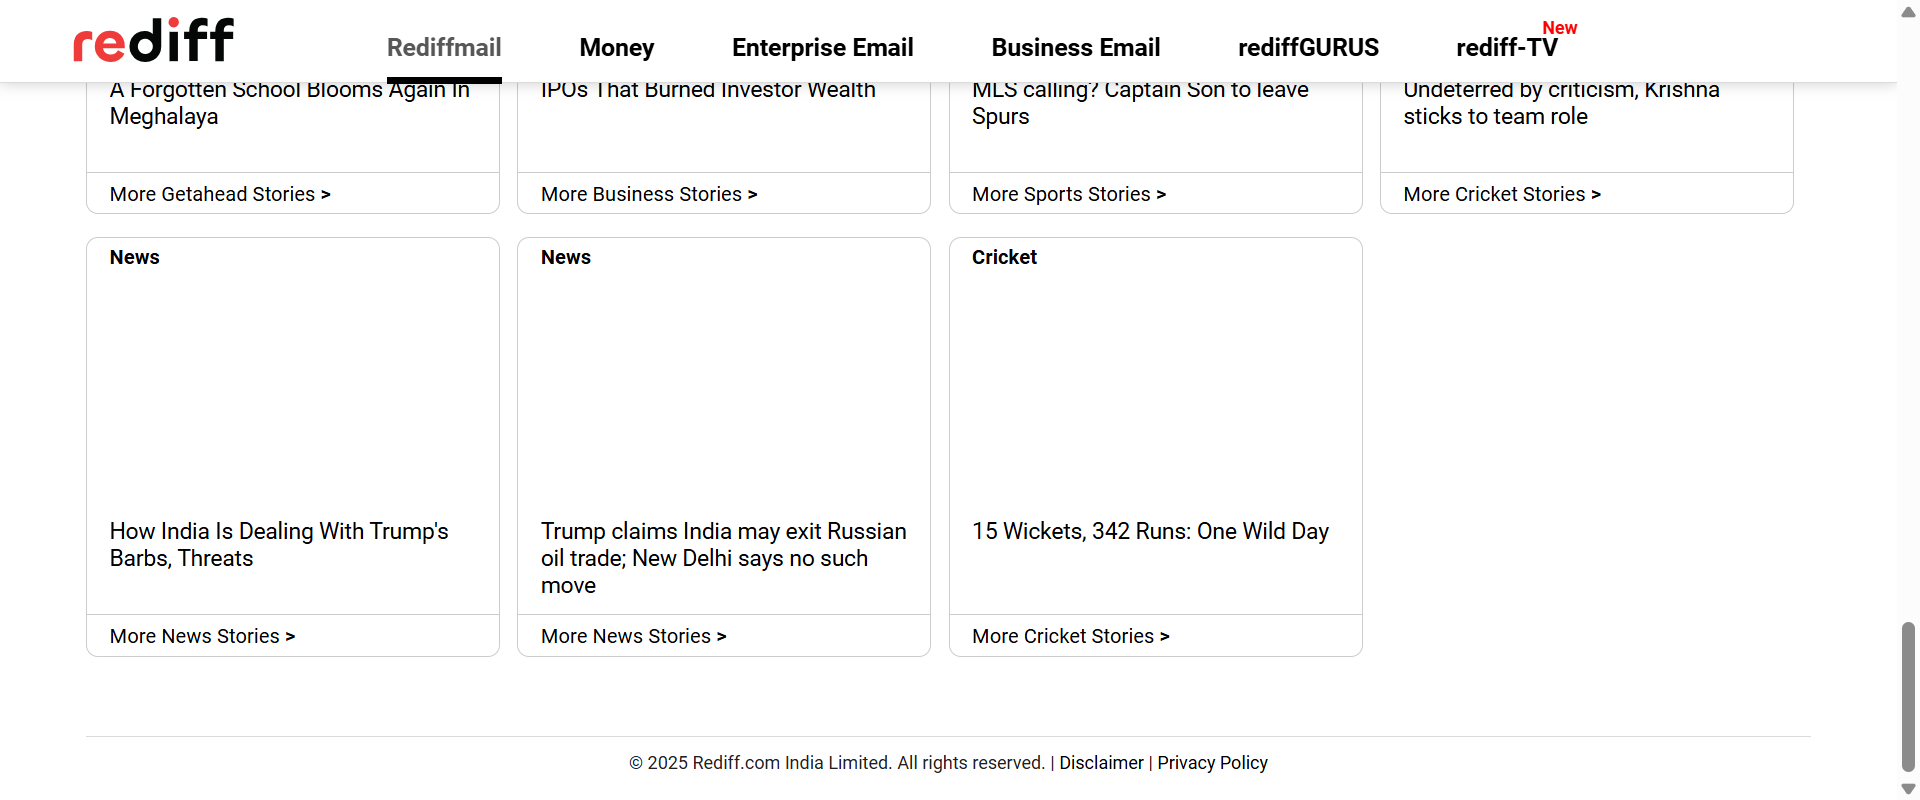 rediff
Rediffmail
Money
Enterprise Email
Business Email
rediffGURUS
rediff-TV
New
A Forgotten School Blooms Again In
Meghalaya
More Getahead Stories >
IPOs That Burned Investor Wealth
More Business Stories >
MLS calling? Captain Son to leave
Spurs
More Sports Stories >
Undeterred by criticism, Krishna
sticks to team role
More Cricket Stories >
News
How India Is Dealing With Trump's
Barbs, Threats
More News Stories >
News
Trump claims India may exit Russian
oil trade; New Delhi says no such
move
More News Stories >
Cricket
15 Wickets, 342 Runs: One Wild Day
More Cricket Stories >
© 2025 Rediff.com India Limited. All rights reserved. | Disclaimer | Privacy Policy